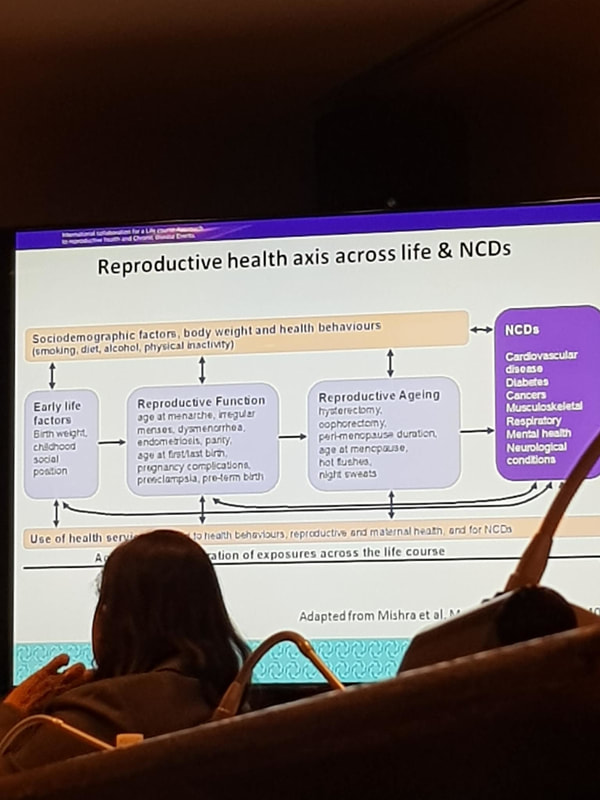 International collaboration for a Life course Approach
to reproductive health and Chronic Disease Events
Reproductive health axis across life & NCDs
Sociodemographic factors, body weight and health behaviours
(smoking, diet, alcohol, physical inactivity)
NCDs
Cardiovascular
disease
Diabetes
Cancers
Musculoskeletal
Respiratory
Mental health
Neurological
conditions
Early life
factors
Birth weight,
childhood
social
position
Reproductive Function
age at menarche, irregular
menses, dysmenorrhea,
endometriosis, parity,
age at first/last birth,
pregnancy complications,
preeclampsia, pre-term birth
Reproductive Ageing
hysterectomy,
oophorectomy,
peri-menopause duration,
age at menopause,
hot flushes,
night sweats
Use of health to health behaviours, reproductive and maternal health, and for NCDs
of exposures across the life course
Adapted from Mishra et al,